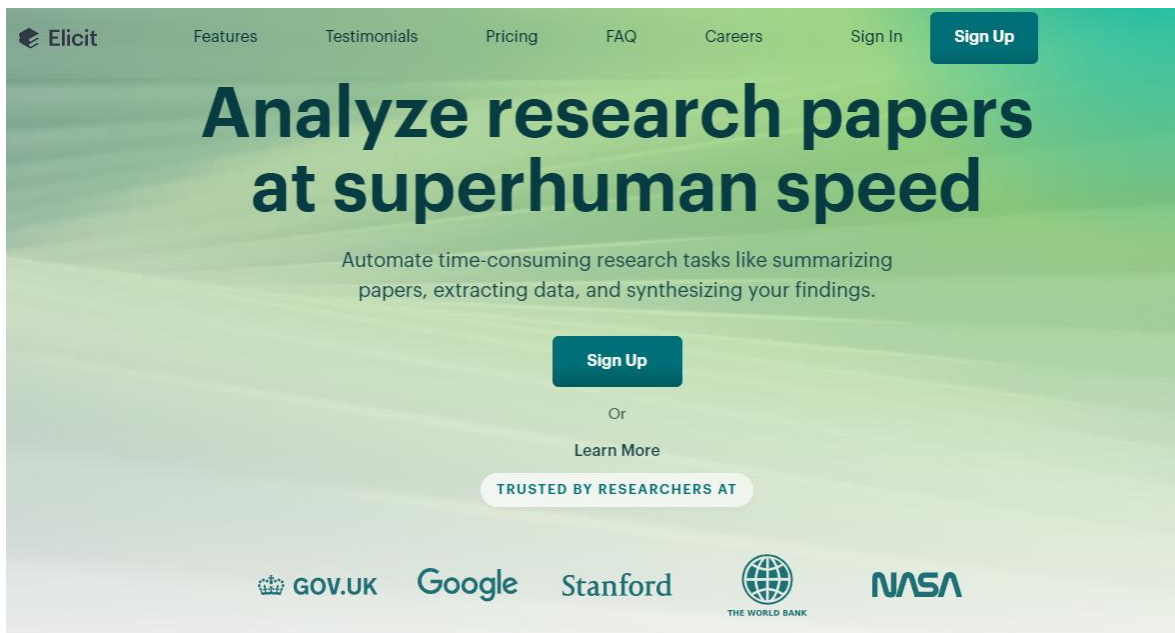 Elicit Features Testimonials Pricing FAQ Careers Sign In Sign Up
Analyze research papers
at superhuman speed
Automate time-consuming research tasks like summarizing
papers, extracting data, and synthesizing your findings.
Sign Up
Or
Learn More
TRUSTED BY RESEARCHERS AT
GOV.UK Google Stanford THE WORLD BANK NASA